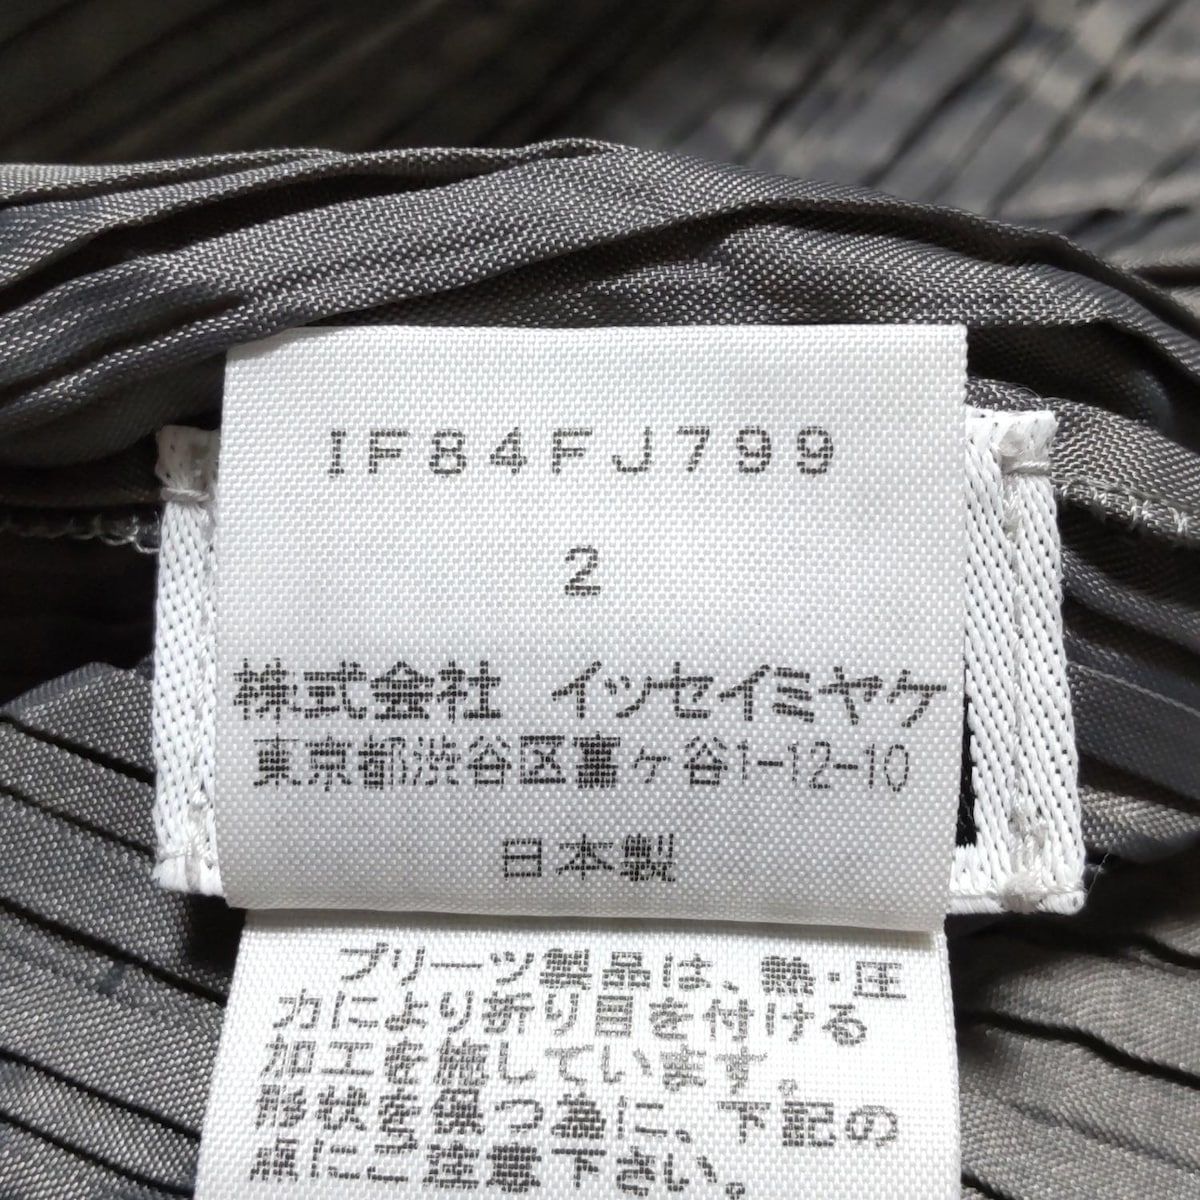 IF84FJ799
2
株式会社 イッセイミヤケ
東京都渋谷区富ヶ谷1-12-10
日本製
プリーツ製品は、熱・圧
力により折り目を付ける
加工を施しています。
形状を保つ為に、下記の
点にご注意下さい。